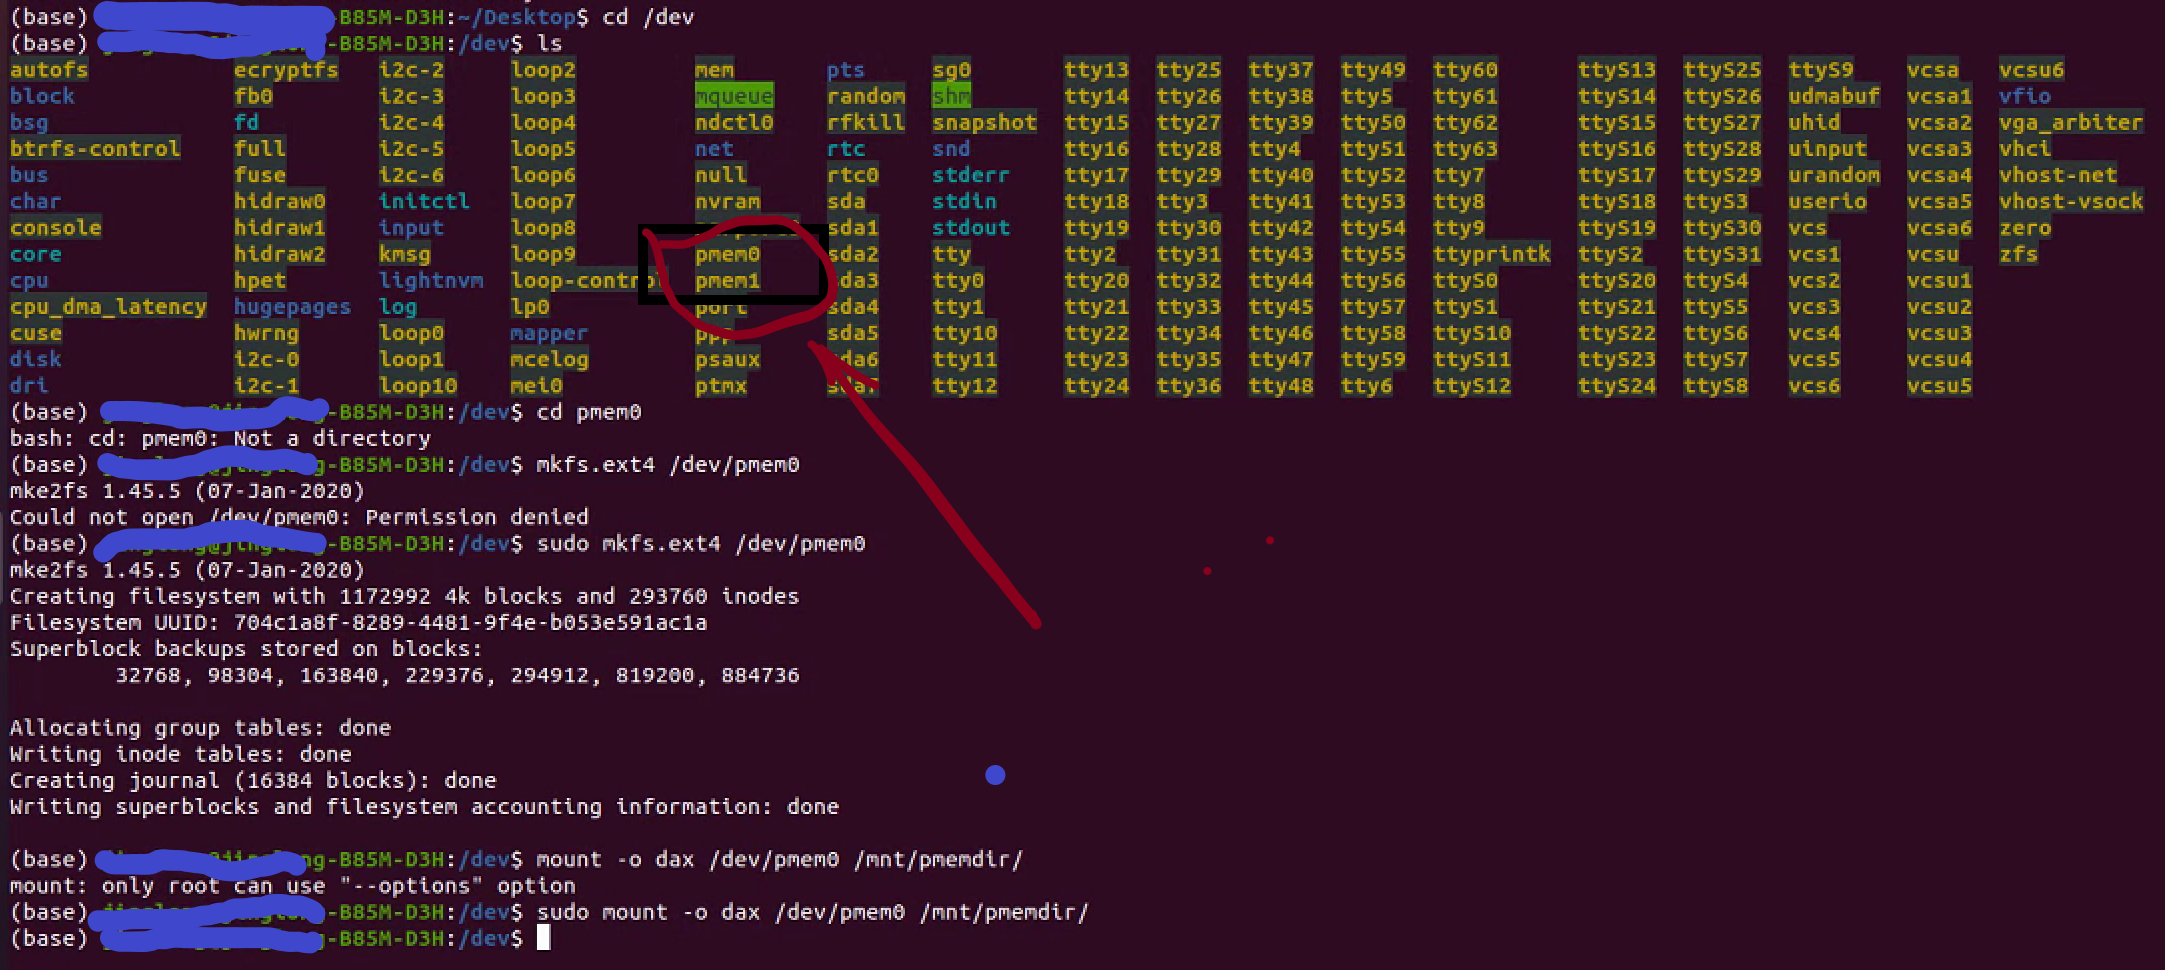 (base) -B85M-D3H:~/Desktop$ cd /dev
(base) -B85M-D3H:/dev$ ls
autofs ecryptfs i2c-2 loop2 mem pts sg0 tty13 tty25 tty37 tty49 tty60 ttyS13 ttyS25 ttyS9 vcsa vcsu6
block fb0 i2c-3 loop3 mqueue random shm tty14 tty26 tty38 tty5 tty61 ttyS14 ttyS26 udmabuf vcsa1 vfio
bsg fd i2c-4 loop4 ndctl0 rfkill snapshot tty15 tty27 tty39 tty50 tty62 ttyS15 ttyS27 uhid vcsa2 vga_arbiter
btrfs-control full i2c-5 loop5 net rtc snd tty16 tty28 tty4 tty51 tty63 ttyS16 ttyS28 uinput vcsa3 vhci
bus fuse i2c-6 loop6 null rtc0 stderr tty17 tty29 tty40 tty52 tty7 ttyS17 ttyS29 urandom vcsa4 vhost-net
char hidraw0 initctl loop7 nvram sda stdin tty18 tty3 tty41 tty53 tty8 ttyS18 ttyS3 userio vcsa5 vhost-vsock
console hidraw1 input loop8 sda1 stdout tty19 tty30 tty42 tty54 tty9 ttyS19 ttyS30 vcs vcsa6 zero
core hidraw2 kmsg loop9 pmem0 sda2 tty tty2 tty31 tty43 tty55 ttyprintk ttyS2 ttyS31 vcs1 vcsu zfs
cpu hpet lightnvm loop-control pmem1 sda3 tty0 tty20 tty32 tty44 tty56 ttyS0 ttyS20 ttyS4 vcs2 vcsu1
cpu_dma_latency hugepages log lp0 port sda4 tty1 tty21 tty33 tty45 tty57 ttyS1 ttyS21 ttyS5 vcs3 vcsu2
cuse hwrng loop0 mapper ppp sda5 tty10 tty22 tty34 tty46 tty58 ttyS10 ttyS22 ttyS6 vcs4 vcsu3
disk i2c-0 loop1 mcelog psaux sda6 tty11 tty23 tty35 tty47 tty59 ttyS11 ttyS23 ttyS7 vcs5 vcsu4
dri i2c-1 loop10 mei0 ptmx sda7 tty12 tty24 tty36 tty48 tty6 ttyS12 ttyS24 ttyS8 vcs6 vcsu5
(base) -B85M-D3H:/dev$ cd pmem0
bash: cd: pmem0: Not a directory
(base) -B85M-D3H:/dev$ mkfs.ext4 /dev/pmem0
mke2fs 1.45.5 (07-Jan-2020)
Could not open /dev/pmem0: Permission denied
(base) -B85M-D3H:/dev$ sudo mkfs.ext4 /dev/pmem0
mke2fs 1.45.5 (07-Jan-2020)
Creating filesystem with 1172992 4k blocks and 293760 inodes
Filesystem UUID: 704c1a8f-8289-4481-9f4e-b053e591ac1a
Superblock backups stored on blocks:
32768, 98304, 163840, 229376, 294912, 819200, 884736
Allocating group tables: done
Writing inode tables: done
Creating journal (16384 blocks): done
Writing superblocks and filesystem accounting information: done
(base) -B85M-D3H:/dev$ mount -o dax /dev/pmem0 /mnt/pmemdir/
mount: only root can use "--options" option
(base) -B85M-D3H:/dev$ sudo mount -o dax /dev/pmem0 /mnt/pmemdir/
(base) -B85M-D3H:/dev$